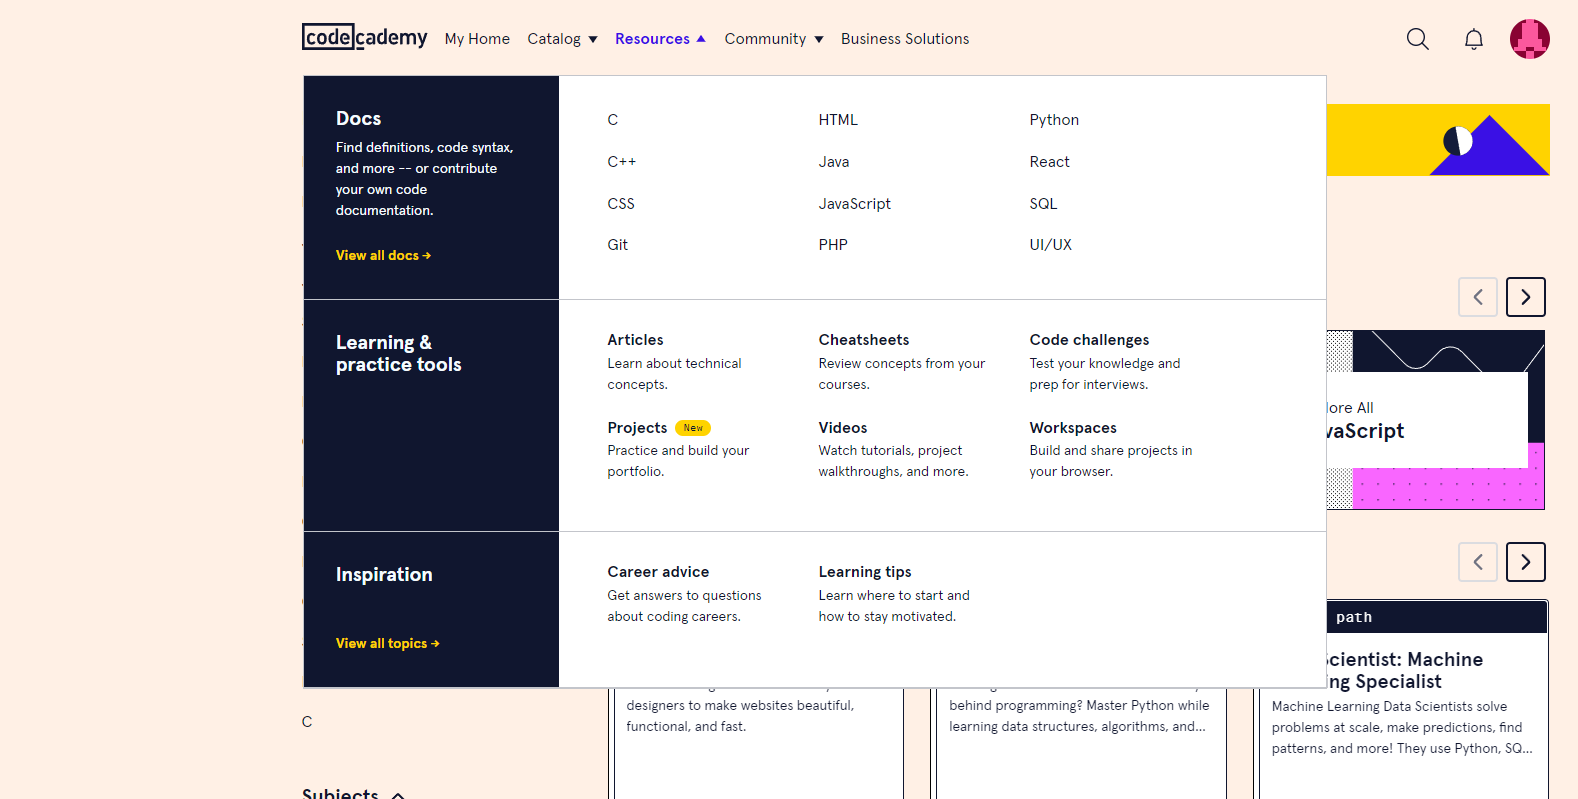 codecademy My Home Catalog Resources Community Business Solutions
Docs
Find definitions, code syntax,
and more -- or contribute
your own code
documentation.
View all docs →
C HTML Python
C++ Java React
CSS JavaScript SQL
Git PHP UI/UX
Learning &
practice tools
Articles
Learn about technical
concepts.
Cheatsheets
Review concepts from your
courses.
Code challenges
Test your knowledge and
prep for interviews.
Projects New
Practice and build your
portfolio.
Videos
Watch tutorials, project
walkthroughs, and more.
Workspaces
Build and share projects in
your browser.
Inspiration
View all topics →
Career advice
Get answers to questions
about coding careers.
Learning tips
Learn where to start and
how to stay motivated.
All
path
Machine
Specialist
Machine Learning Data Scientists solve
problems at scale, make predictions, find
patterns, and more! They use Python, SQ...
designers to make websites beautiful,
functional, and fast.
behind programming? Master Python while
learning data structures, algorithms, and...
C
Subjects